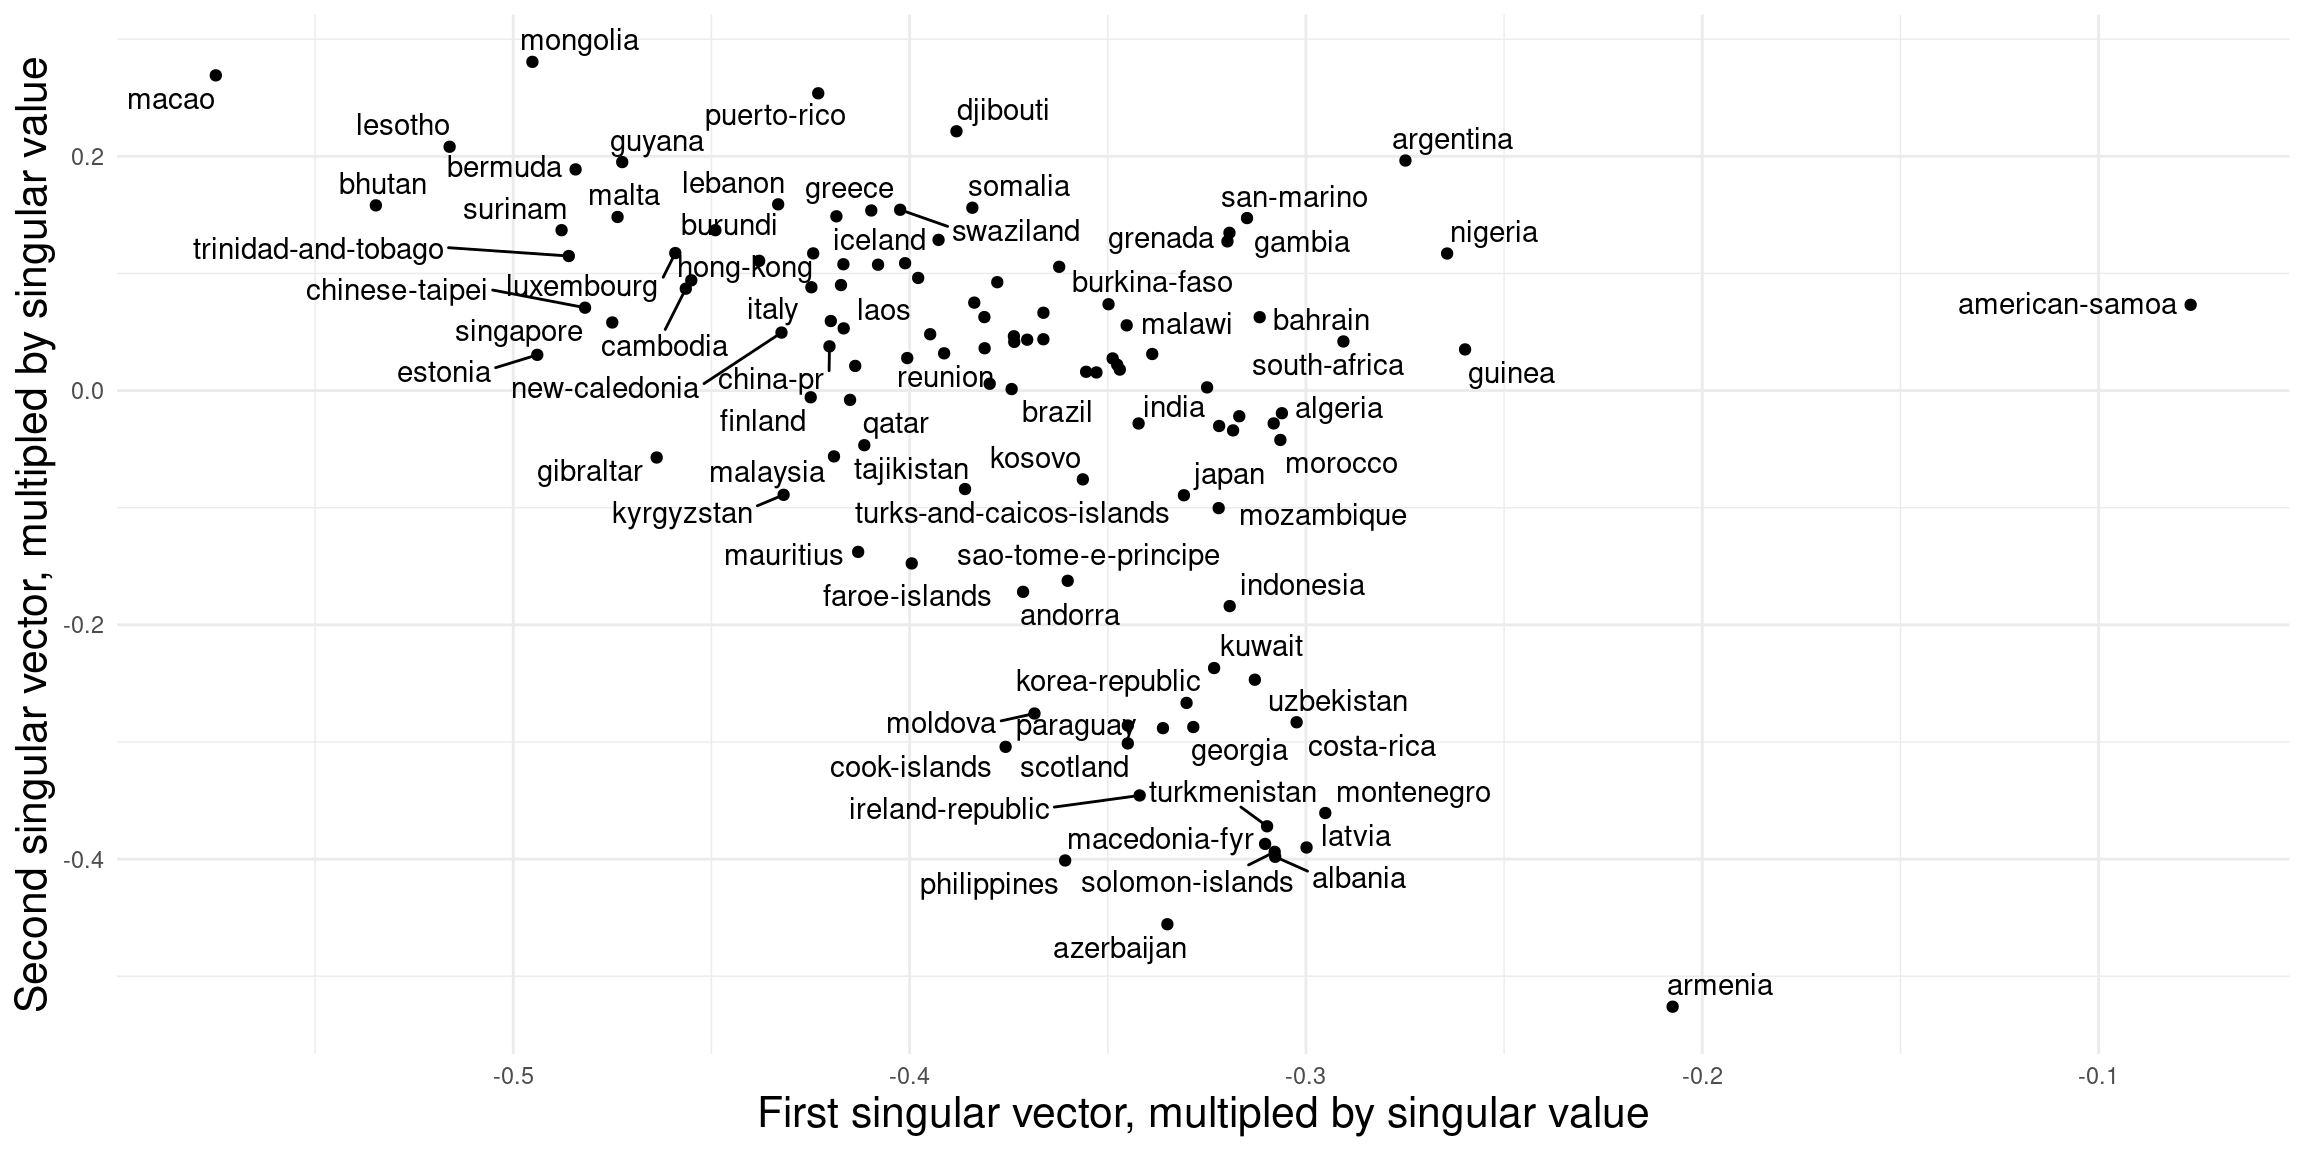 mongolia
macao
puerto-rico
djibouti
lesotho
guyana
argentina
bermuda
bhutan
malta
lebanon
greece
somalia
san-marino
surinam
burundi
iceland
swaziland
grenada
gambia
nigeria
trinidad-and-tobago
hong-kong
luxembourg
chinese-taipei
burkina-faso
italy
laos
malawi
bahrain
american-samoa
singapore
cambodia
estonia
new-caledonia
china-pr
reunion
south-africa
guinea
finland
qatar
brazil
india
algeria
gibraltar
malaysia
tajikistan
kosovo
japan
morocco
kyrgyzstan
turks-and-caicos-islands
mozambique
mauritius
sao-tome-e-principe
faroe-islands
andorra
indonesia
kuwait
korea-republic
uzbekistan
moldova
paraguay
georgia
costa-rica
cook-islands
scotland
ireland-republic
turkmenistan
montenegro
macedonia-fyr
latvia
philippines
solomon-islands
albania
azerbaijan
armenia
0.2
0.0
-0.2
-0.4
-0.5
-0.4
-0.3
-0.2
-0.1
First singular vector, multipled by singular value
Second singular vector, multipled by singular value